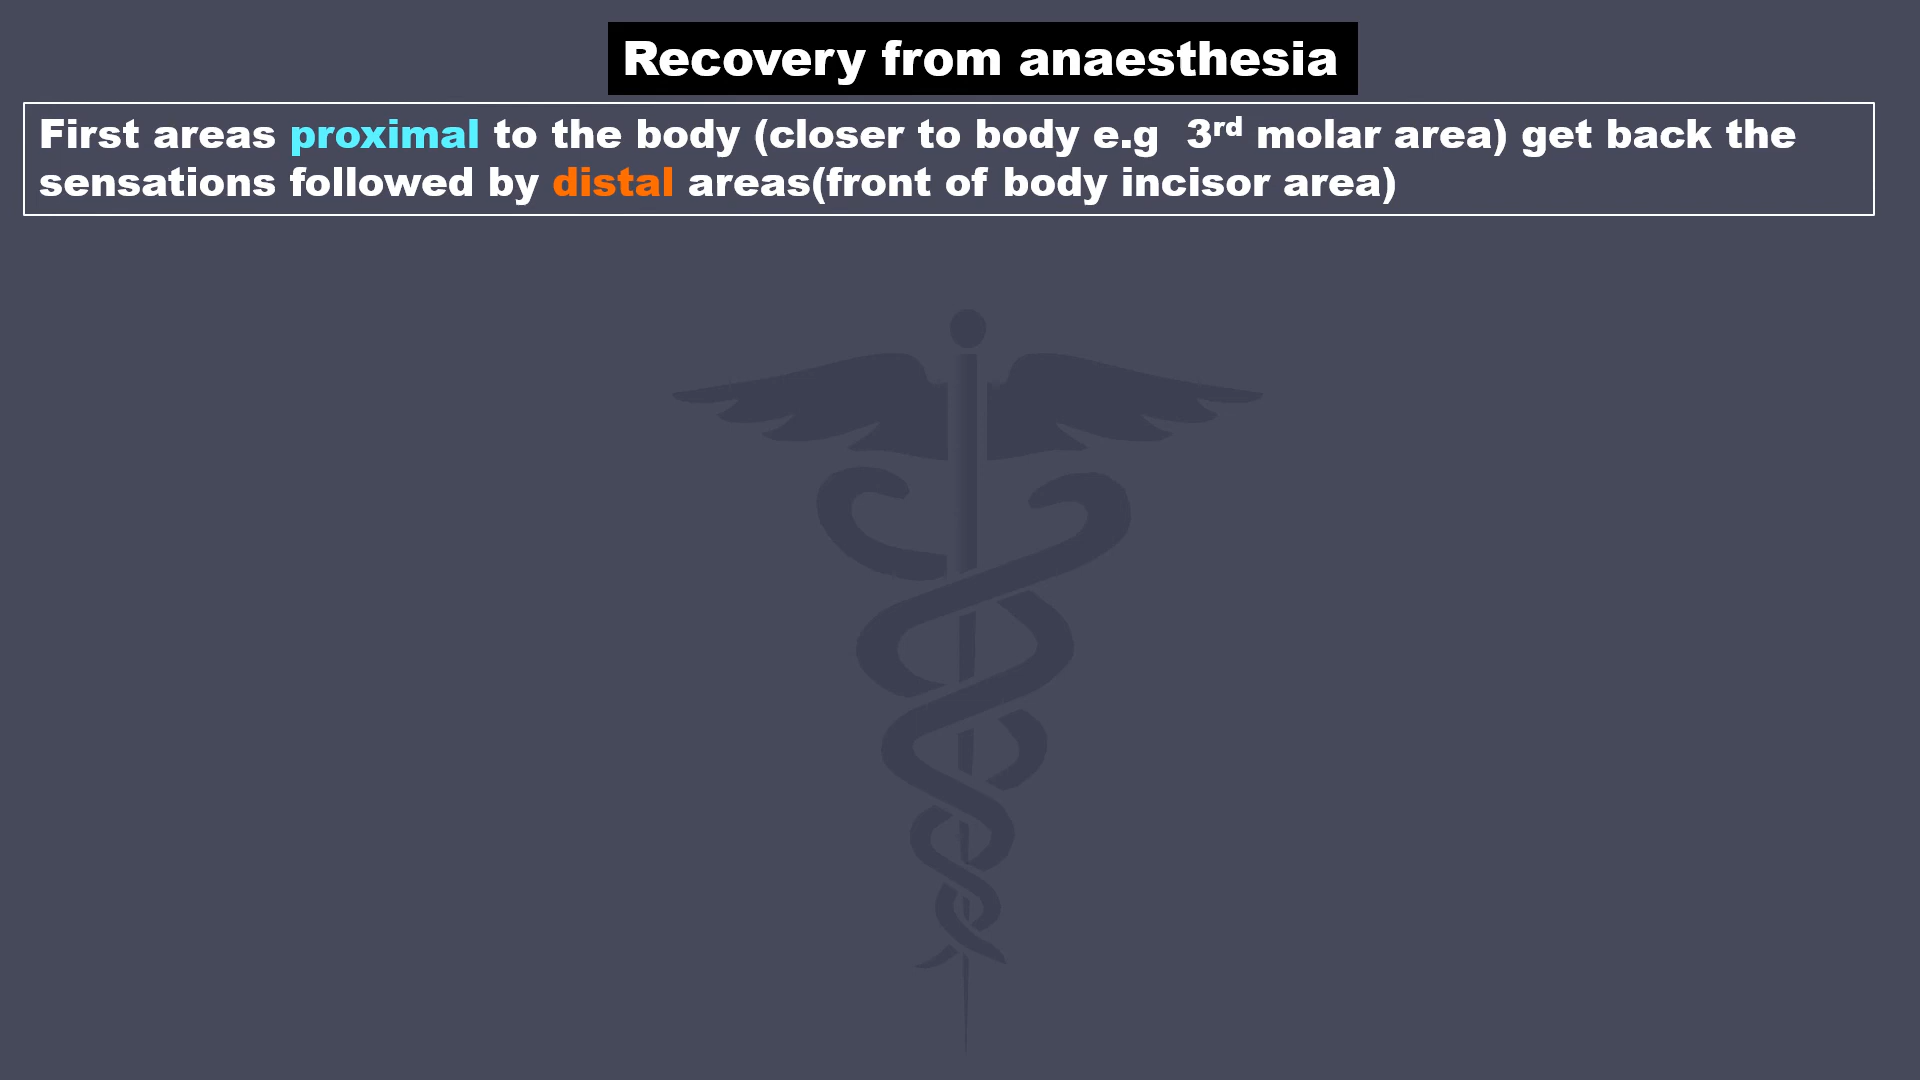 Recovery from anaesthesia
First areas proximal to the body (closer to body e.g  3rd molar area) get back the
sensations followed by distal areas(front of body incisor area)